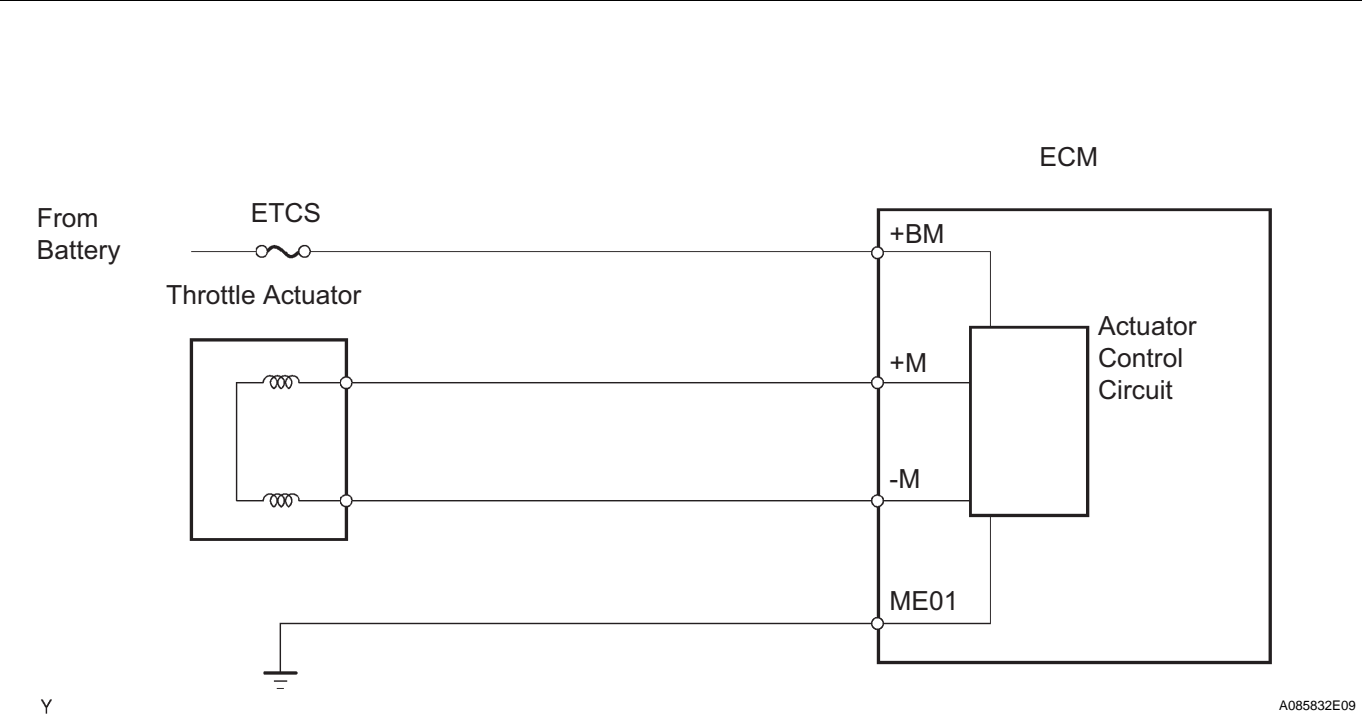 ECM
From
Battery
ETCS
+BM
Throttle Actuator
Actuator
Control
Circuit
+M
-M
ME01
Y
A085832E09